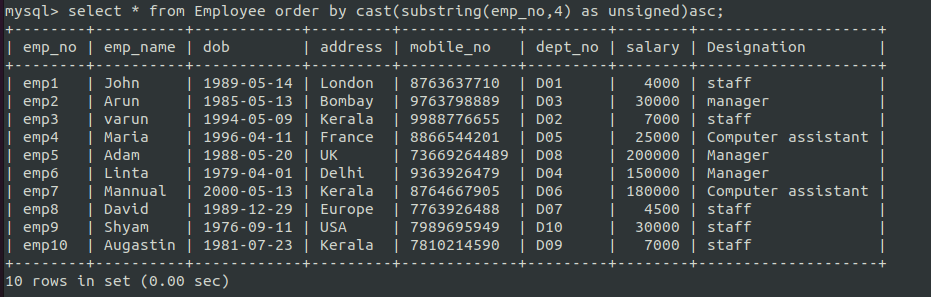 mysql> select * from Employee order by cast(substring(emp_no,4) as unsigned)asc;
+--------+----------+------------+---------+-------------+---------+--------+--------------------+
| emp_no | emp_name | dob        | address | mobile_no   | dept_no | salary | Designation        |
+--------+----------+------------+---------+-------------+---------+--------+--------------------+
| emp1   | John     | 1989-05-14 | London  | 8763637710  | D01     |   4000 | staff              |
| emp2   | Arun     | 1985-05-13 | Bombay  | 9763798889  | D03     |  30000 | manager            |
| emp3   | varun    | 1994-05-09 | Kerala  | 9988776655  | D02     |   7000 | staff              |
| emp4   | Maria    | 1996-04-11 | France  | 8866544201  | D05     |  25000 | Computer assistant |
| emp5   | Adam     | 1988-05-20 | UK      | 73669264489 | D08     | 200000 | Manager            |
| emp6   | Linta    | 1979-04-01 | Delhi   | 9363926479  | D04     | 150000 | Manager            |
| emp7   | Mannual  | 2000-05-13 | Kerala  | 8764667905  | D06     | 180000 | Computer assistant |
| emp8   | David    | 1989-12-29 | Europe  | 7763926488  | D07     |   4500 | staff              |
| emp9   | Shyam    | 1976-09-11 | USA     | 7989695949  | D10     |  30000 | staff              |
| emp10  | Augastin | 1981-07-23 | Kerala  | 7810214590  | D09     |   7000 | staff              |
+--------+----------+------------+---------+-------------+---------+--------+--------------------+
10 rows in set (0.00 sec)